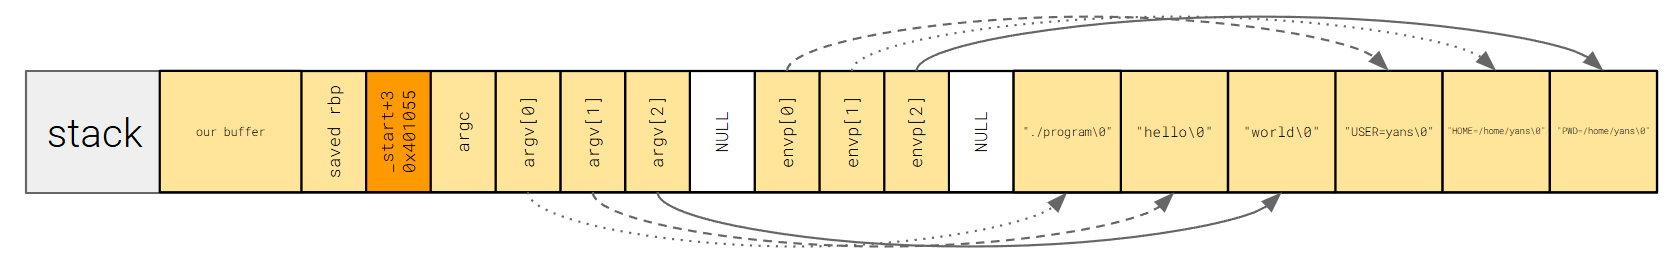 stack
our buffer
saved rbp
_start+3
0x401055
argc
argv[0]
argv[1]
argv[2]
NULL
envp[0]
envp[1]
envp[2]
NULL
"./program\0"
"hello\0"
"world\0"
"USER=yans\0"
"HOME=/home/yans\0"
"PWD=/home/yans\0"